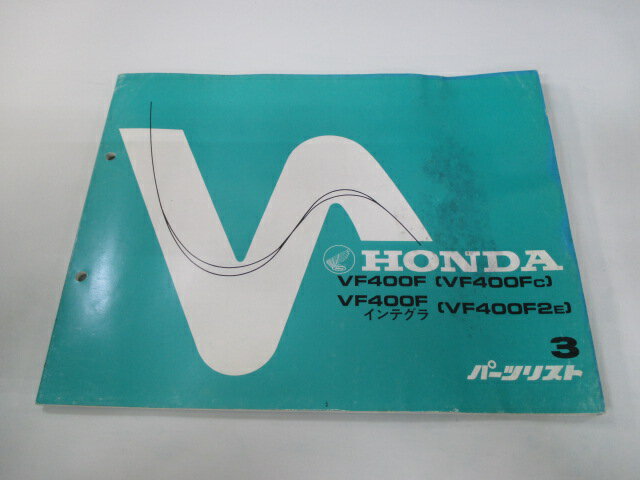 HONDA
VF400F (VF400Fc)
VF400F (VF400F2E)
インテグラ
3
パーツリスト